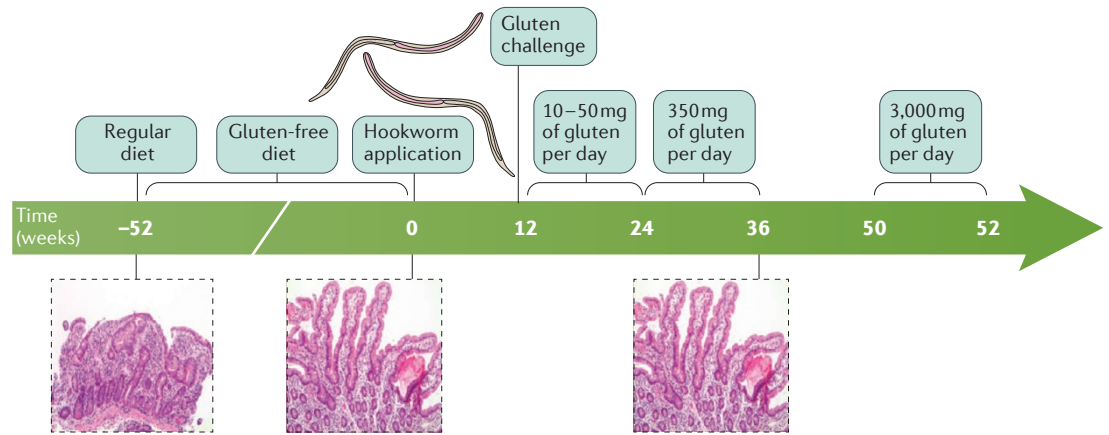 Gluten
challenge
Regular
diet
Gluten-free
diet
Hookworm
application
10–50 mg
of gluten
per day
350 mg
of gluten
per day
3,000 mg
of gluten
per day
Time
(weeks)
–52
0
12
24
36
50
52